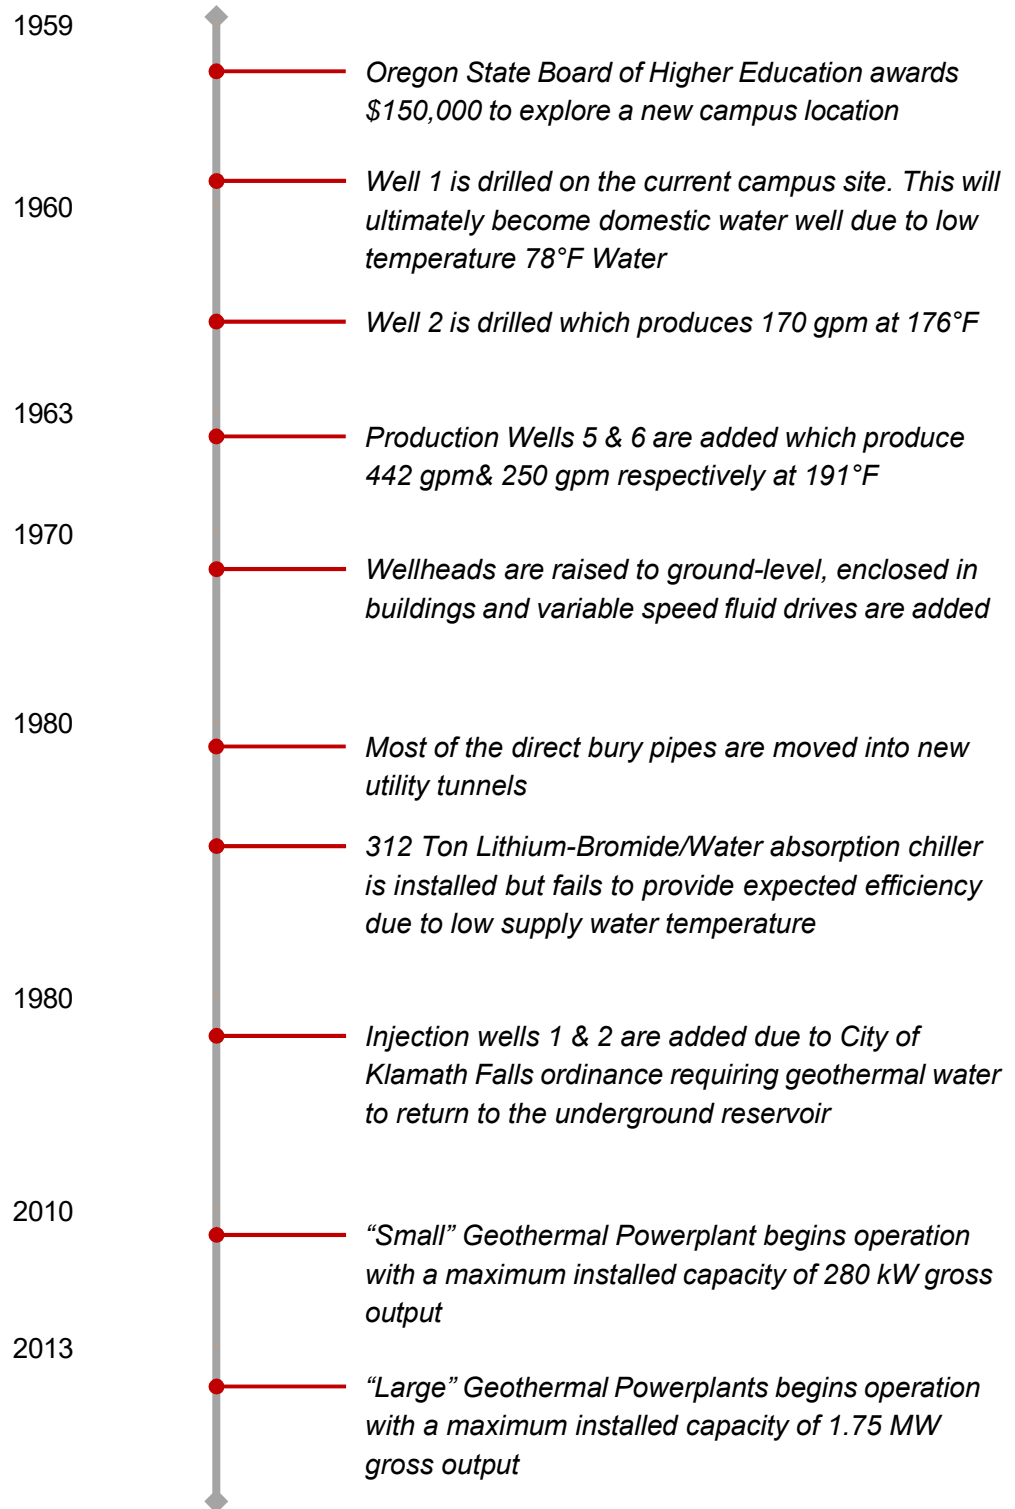 1959
Oregon State Board of Higher Education awards
$150,000 to explore a new campus location
Well 1 is drilled on the current campus site. This will
1960
ultimately become domestic water well due to low
temperature 78°F Water
Well 2 is drilled which produces 170 gpm at 176°F
1963
Production Wells 5 & 6 are added which produce
442 gpm& 250 gpm respectively at 191°F
1970
Wellheads are raised to ground-level, enclosed in
buildings and variable speed fluid drives are added
1980
Most of the direct bury pipes are moved into new
utility tunnels
312 Ton Lithium-Bromide/Water absorption chiller
is installed but fails to provide expected efficiency
due to low supply water temperature
1980
Injection wells 1 & 2 are added due to City of
Klamath Falls ordinance requiring geothermal water
to return to the underground reservoir
2010
“Small” Geothermal Powerplant begins operation
with a maximum installed capacity of 280 kW gross
output
2013
“Large” Geothermal Powerplants begins operation
with a maximum installed capacity of 1.75 MW
gross output